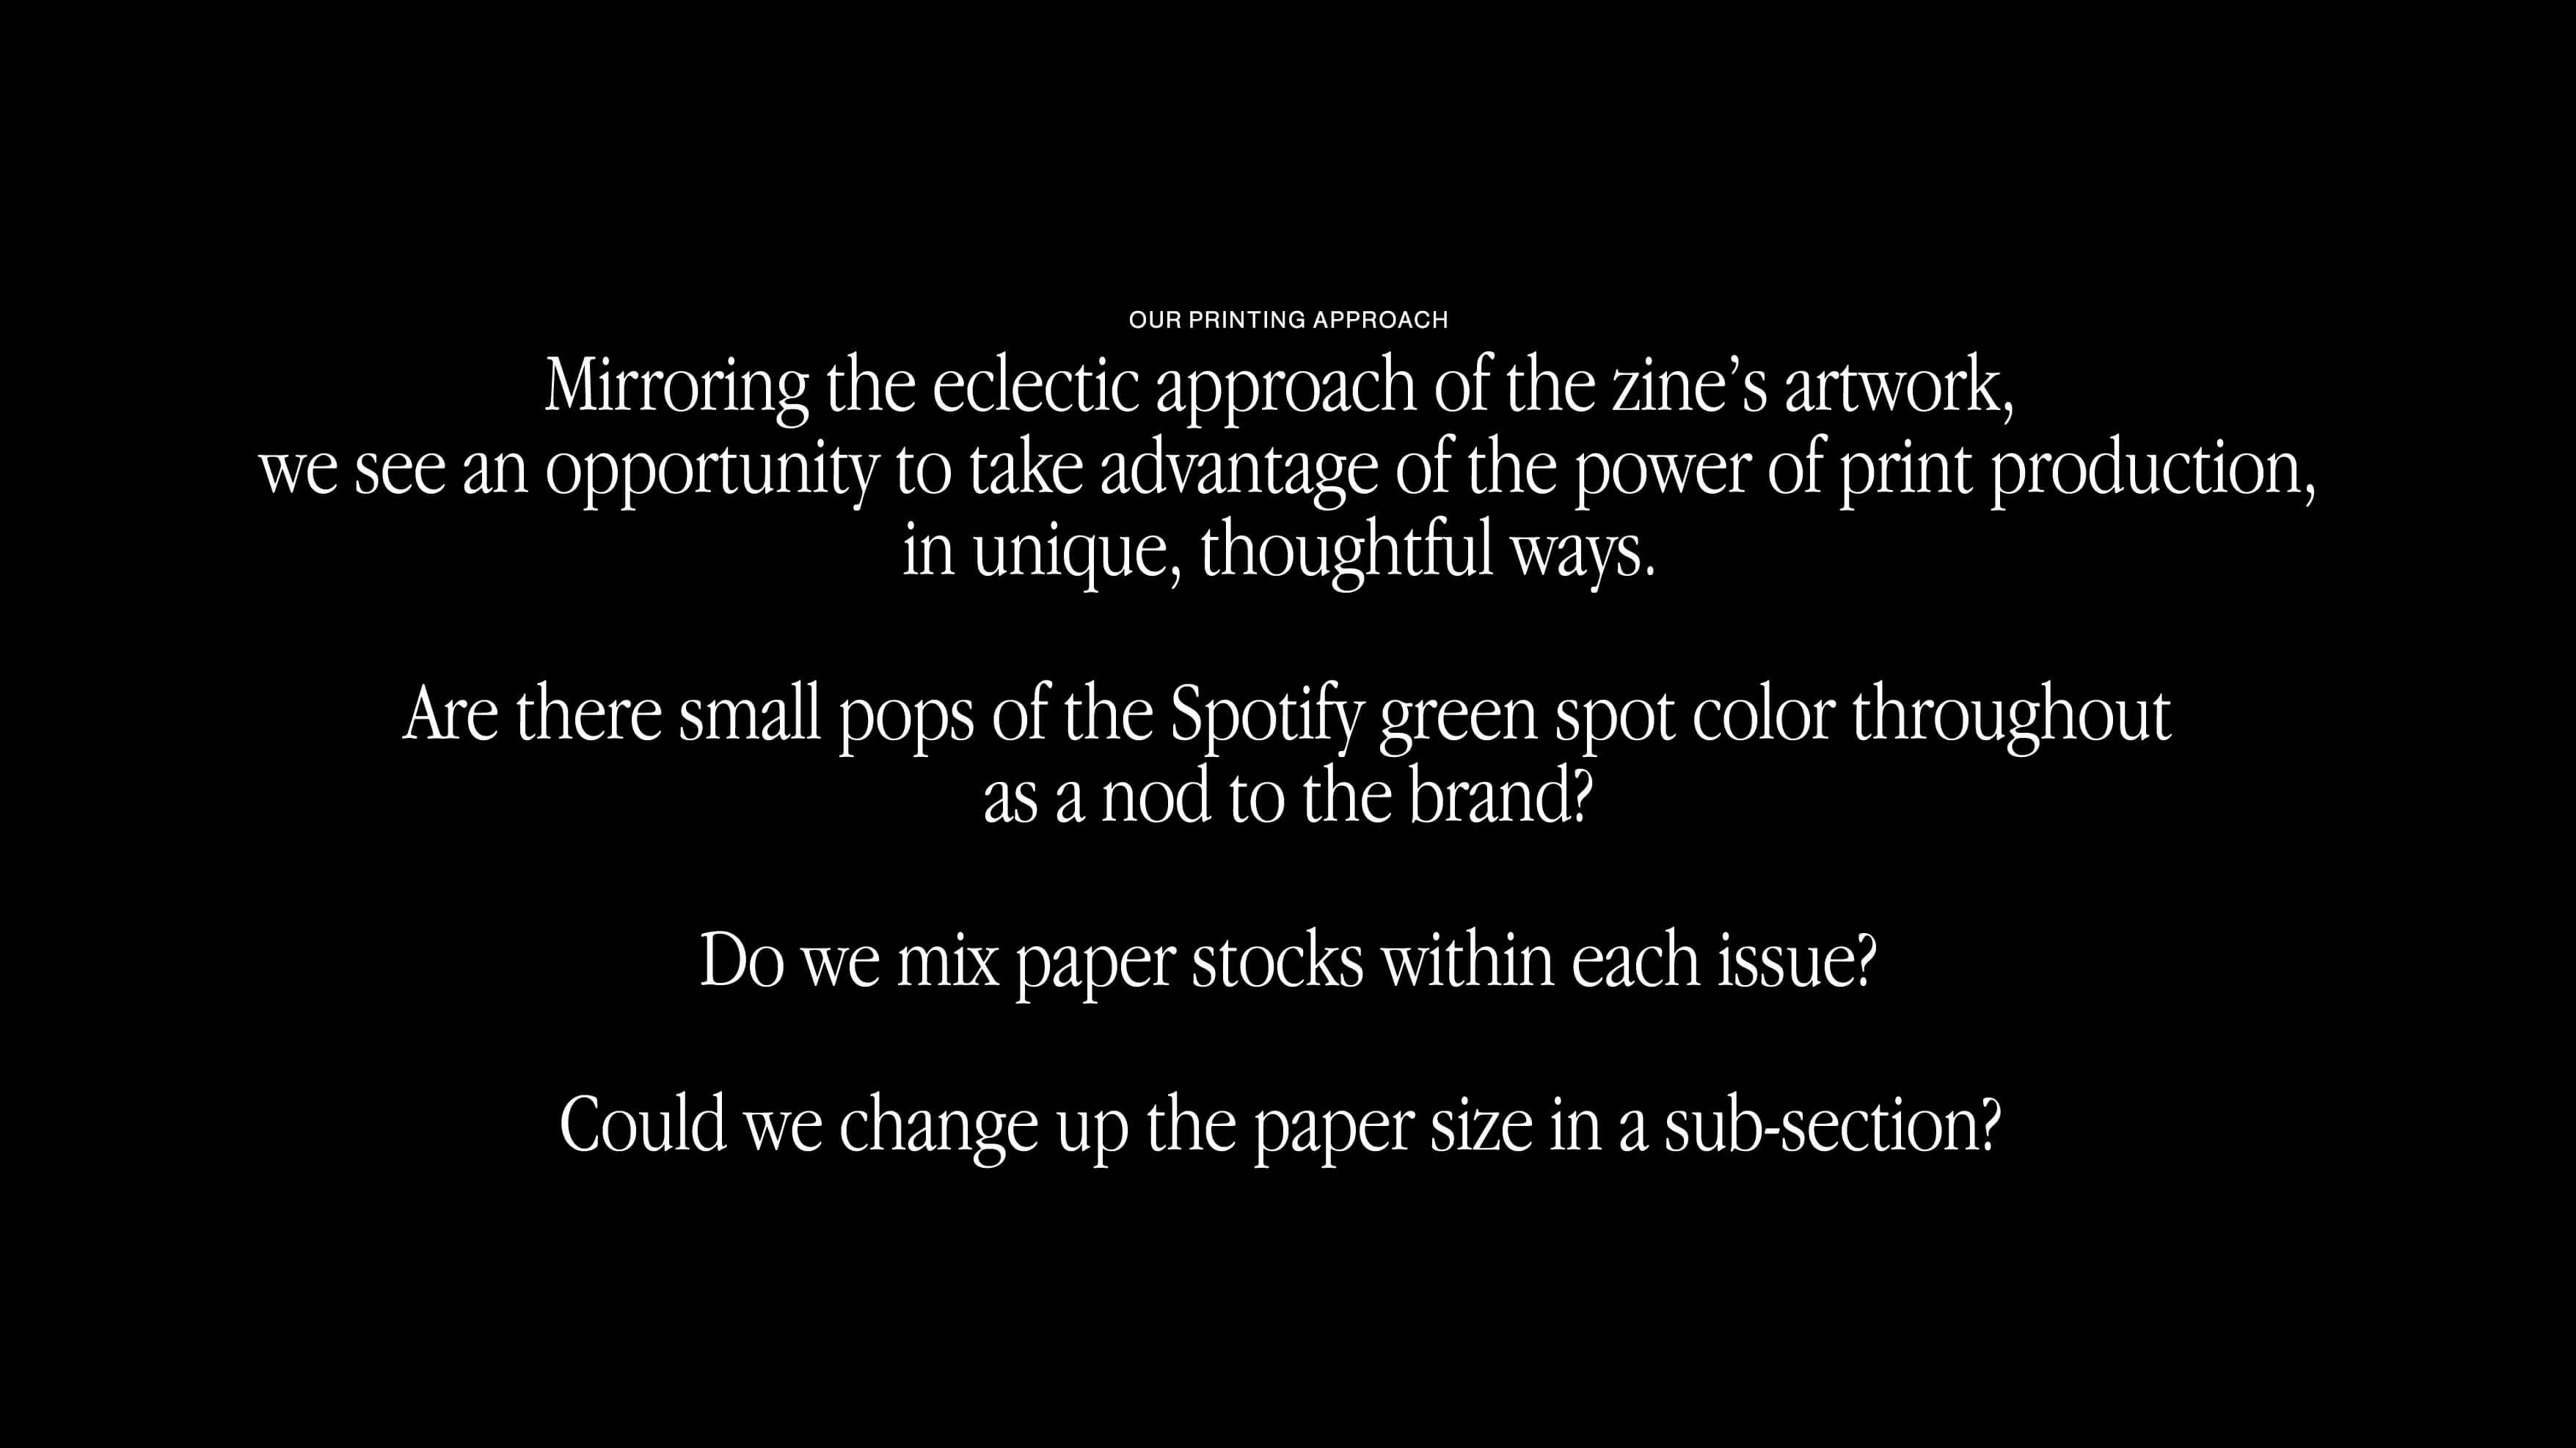 OUR PRINTING APPROACH
Mirroring the eclectic approach of the zine’s artwork,
we see an opportunity to take advantage of the power of print production,
in unique, thoughtful ways.
Are there small pops of the Spotify green spot color throughout
as a nod to the brand?
Do we mix paper stocks within each issue?
Could we change up the paper size in a sub-section?